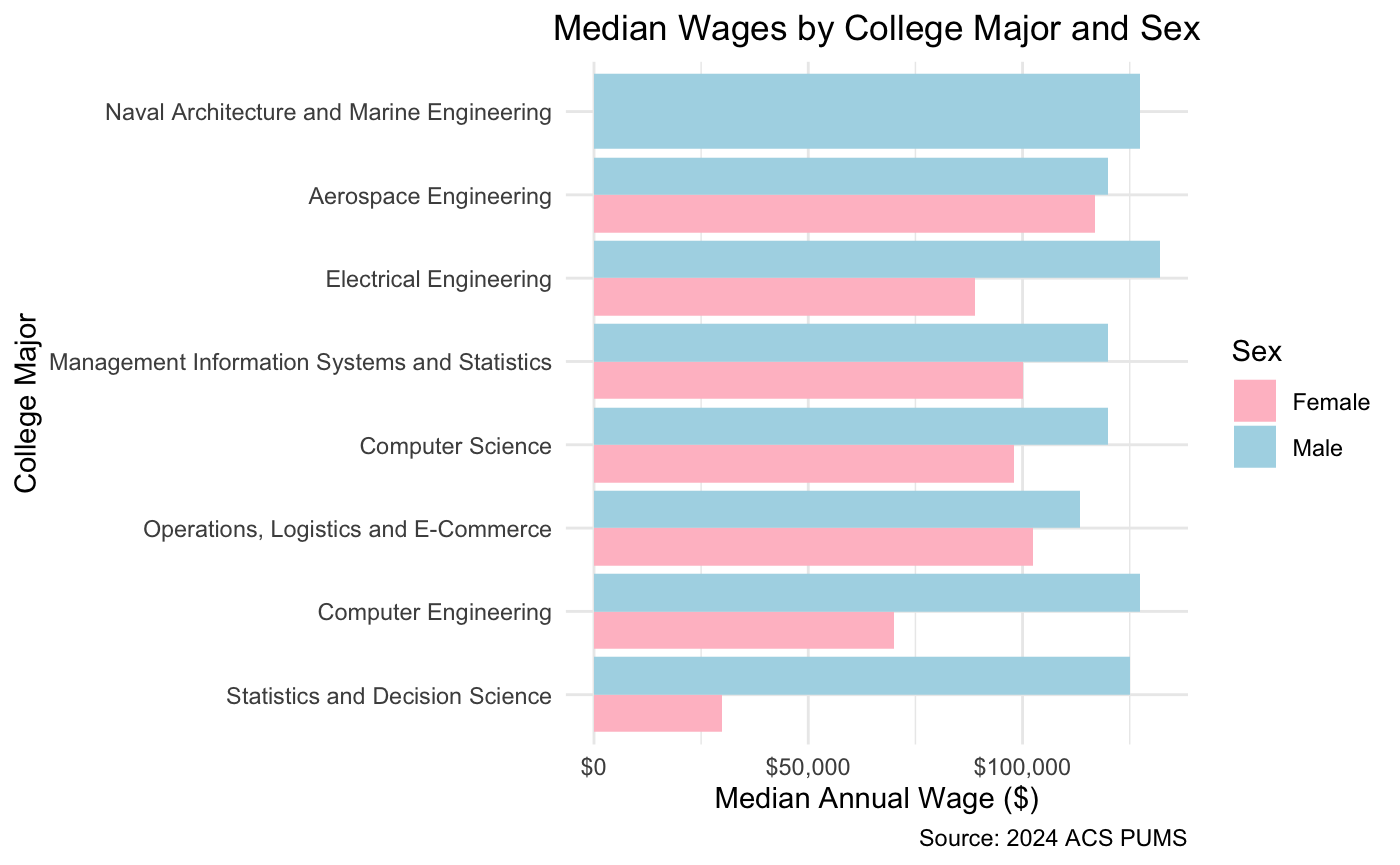 Median Wages by College Major and Sex
Naval Architecture and Marine Engineering
Aerospace Engineering
Electrical Engineering
Management Information Systems and Statistics
Computer Science
Operations, Logistics and E-Commerce
Computer Engineering
Statistics and Decision Science
College Major
$0
$50,000
$100,000
Median Annual Wage ($)
Sex
Female
Male
Source: 2024 ACS PUMS